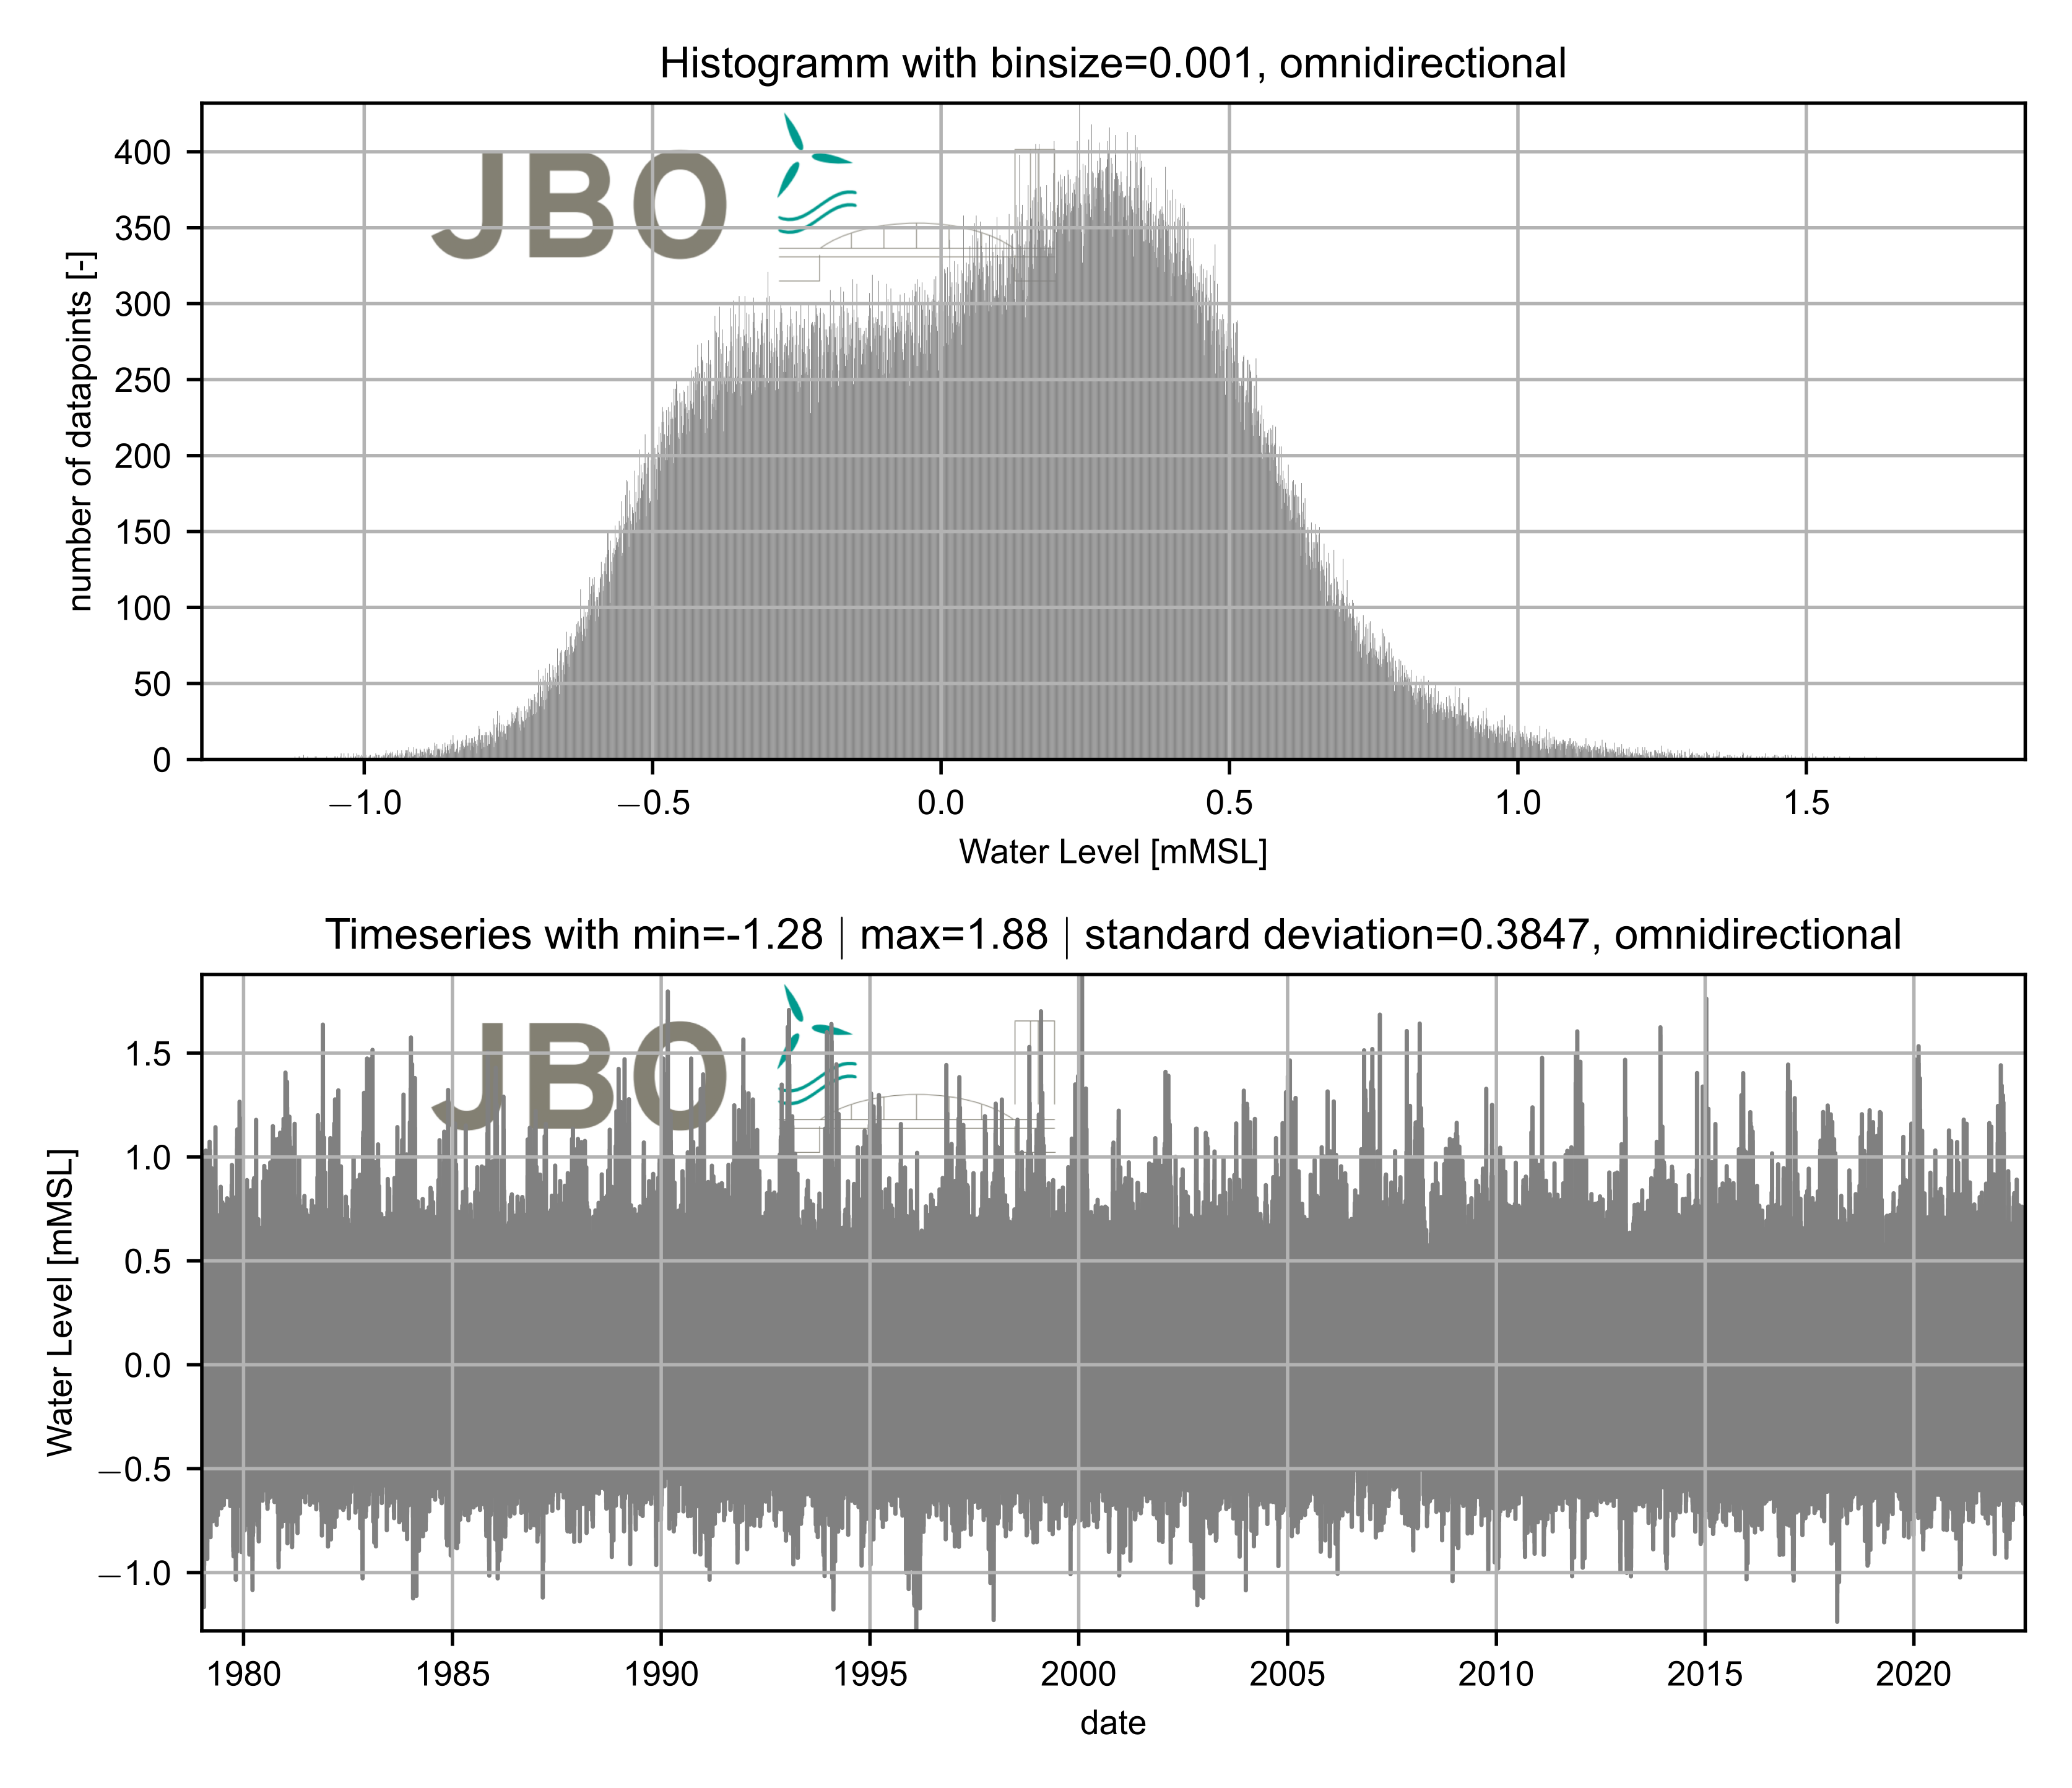 Histogramm with binsize=0.001, omnidirectional
JBO
400
350
300
250
200
150
100
50
0
number of datapoints [-]
−1.0 −0.5 0.0 0.5 1.0 1.5
Water Level [mMSL]
Timeseries with min=-1.28 | max=1.88 | standard deviation=0.3847, omnidirectional
JBO
1.5
1.0
0.5
0.0
−0.5
−1.0
Water Level [mMSL]
1980 1985 1990 1995 2000 2005 2010 2015 2020
date